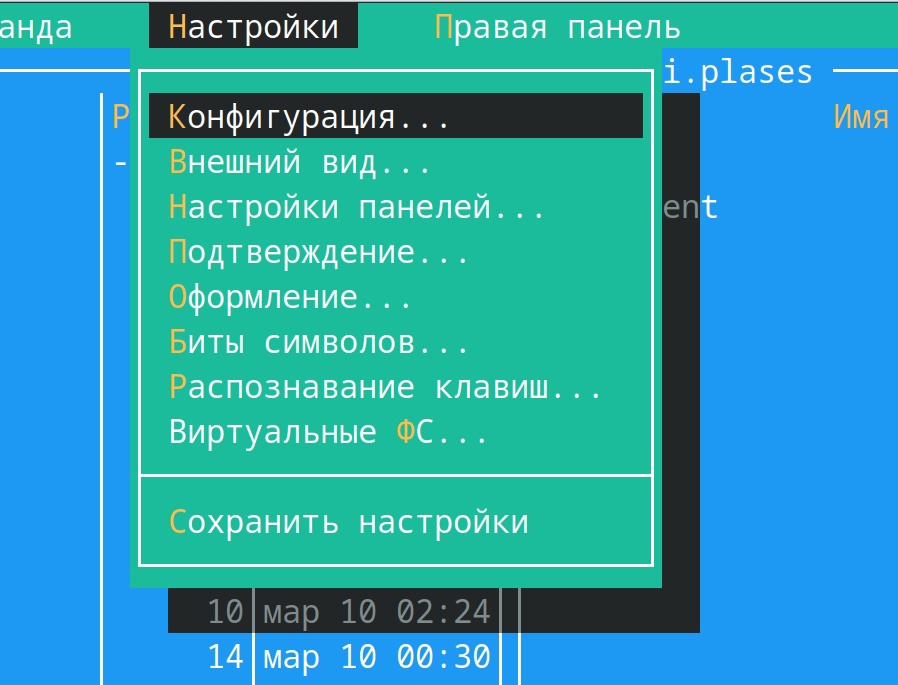 анда Настройки Правая панель
i.plases
Р Имя
Конфигурация...
-
Внешний вид...
Настройки панелей... ent
Подтверждение...
Оформление...
Биты символов...
Распознавание клавиш...
Виртуальные ФС...
Сохранить настройки
10 мар 10 02:24
14 мар 10 00:30